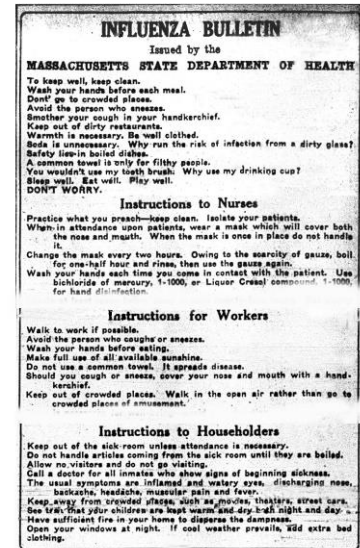 INFLUENZA BULLETIN
Issued by the
MASSACHUSETTS STATE DEPARTMENT OF HEALTH
To keep well, keep clean.
Wash your hands before each meal.
Dont' go to crowded places.
Avoid the person who sneezes.
Smother your cough in your handkerchief.
Keep out of dirty restaurants.
Warmth is necessary. Be well clothed.
Soda is unnecessary. Why run the risk of infection from a dirty glass?
Safety lies in boiled dishes.
A common towel is only for filthy people.
You wouldn't use my tooth brush. Why use my drinking cup?
Sleep well. Eat well. Play well.
DON'T WORRY.
Instructions to Nurses
Practice what you preach—keep clean. Isolate your patients.
When in attendance upon patients, wear a mask which will cover both
the nose and mouth. When the mask is once in place do not handle
it.
Change the mask every two hours. Owing to the scarcity of gauze, boil
for one-half hour and rinse, then use the gauze again.
Wash your hands each time you come in contact with the patient. Use
bichloride of mercury, 1-1000, or Liquor Cresol compound, 1-1000,
for hand disinfection.
Instructions for Workers
Walk to work if possible.
Avoid the person who coughs or sneezes.
Wash your hands before eating.
Make full use of all available sunshine.
Do not use a common towel. It spreads disease.
Should you cough or sneeze, cover your nose and mouth with a hand-
kerchief.
Keep out of crowded places. Walk in the open air rather than go to
crowded places of amusement.
Instructions to Householders
Keep out of the sick-room unless attendance is necessary.
Do not handle articles coming from the sick room until they are boiled.
Allow no visitors and do not go visiting.
Call a doctor for all inmates who show signs of beginning sickness.
The usual symptoms are inflamed and watery eyes, discharging nose,
backache, headache, muscular pain and fever.
Keep away from crowded places, such as movies, theaters, street cars.
See that your children are kept warm and dry both night and day.
Have sufficient fire in your home to disperse the dampness.
Open your windows at night. If cool weather prevails, add extra bed
clothing.